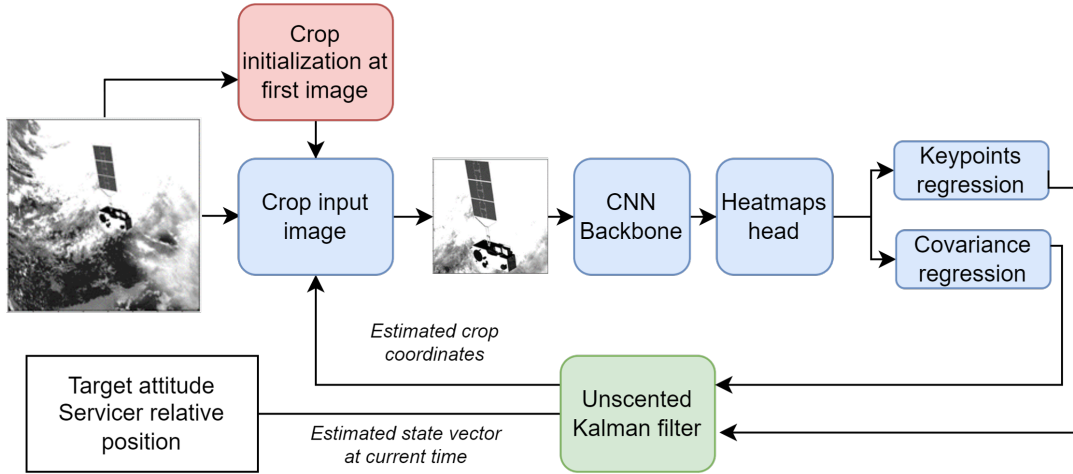 Crop
initialization at
first image
Crop input
image
CNN
Backbone
Heatmaps
head
Keypoints
regression
Covariance
regression
Estimated crop
coordinates
Target attitude
Servicer relative
position
Unscented
Kalman filter
Estimated state vector
at current time